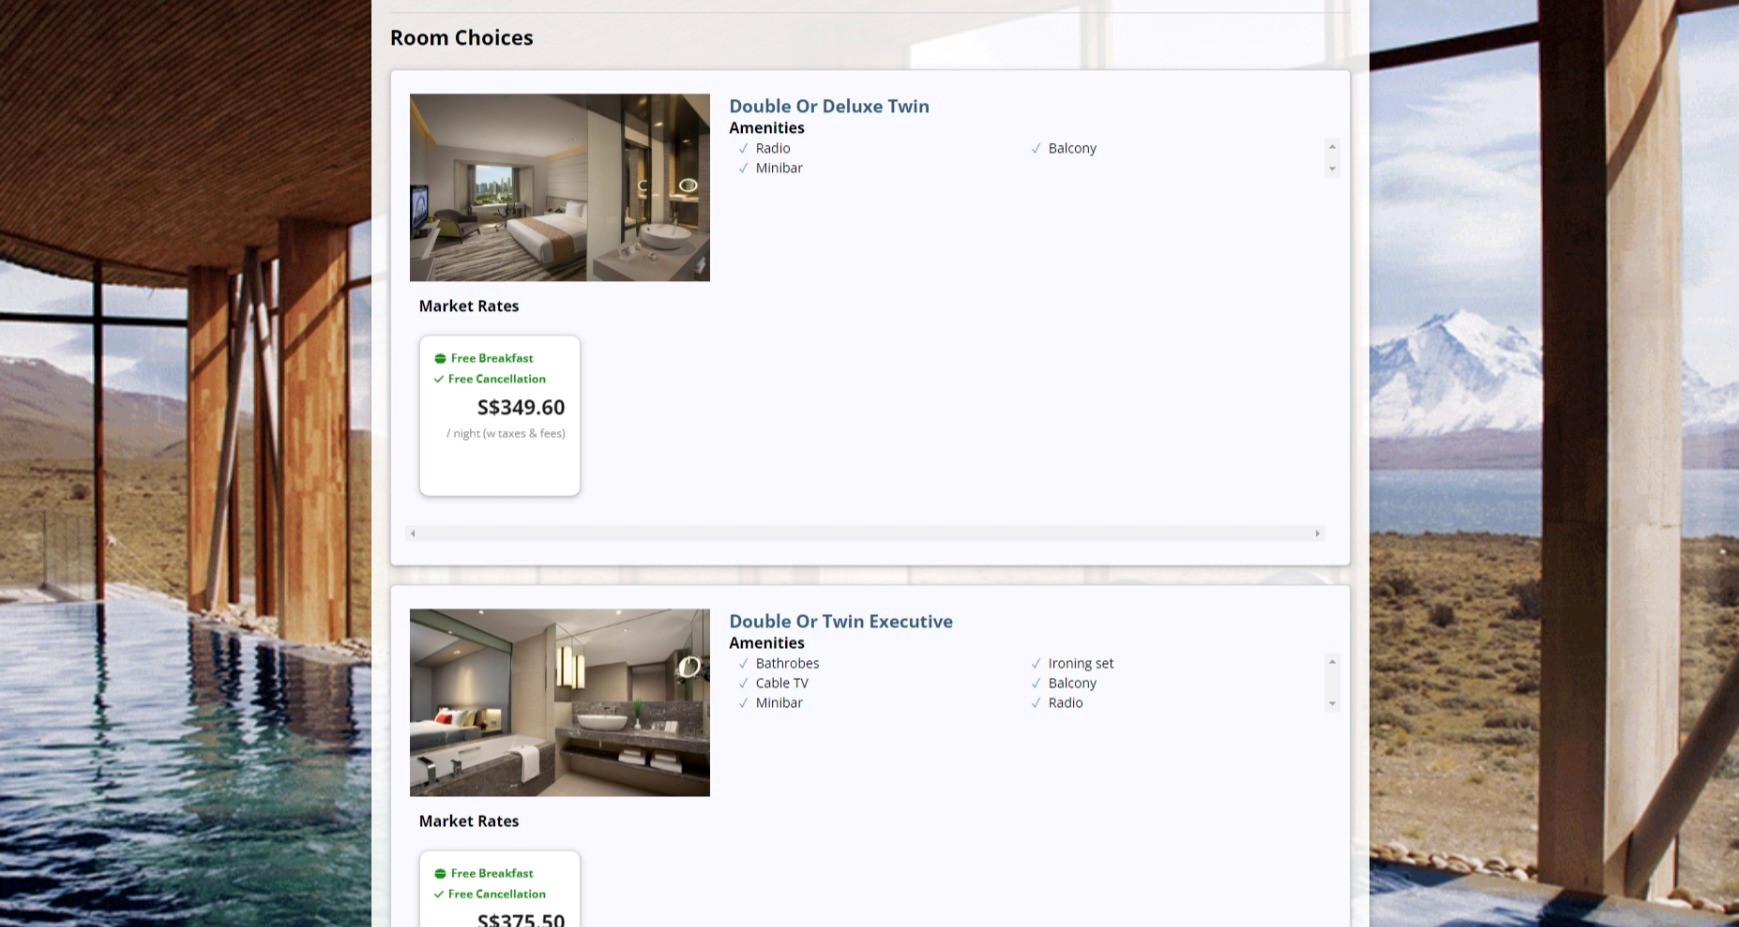 Room Choices
Double Or Deluxe Twin
Amenities
✓ Radio
✓ Balcony
✓ Minibar
Market Rates
Free Breakfast
✓ Free Cancellation
S$349.60
/ night (w taxes & fees)
Double Or Twin Executive
Amenities
✓ Bathrobes
✓ Ironing set
✓ Cable TV
✓ Balcony
✓ Minibar
✓ Radio
Market Rates
Free Breakfast
✓ Free Cancellation
S$375.50